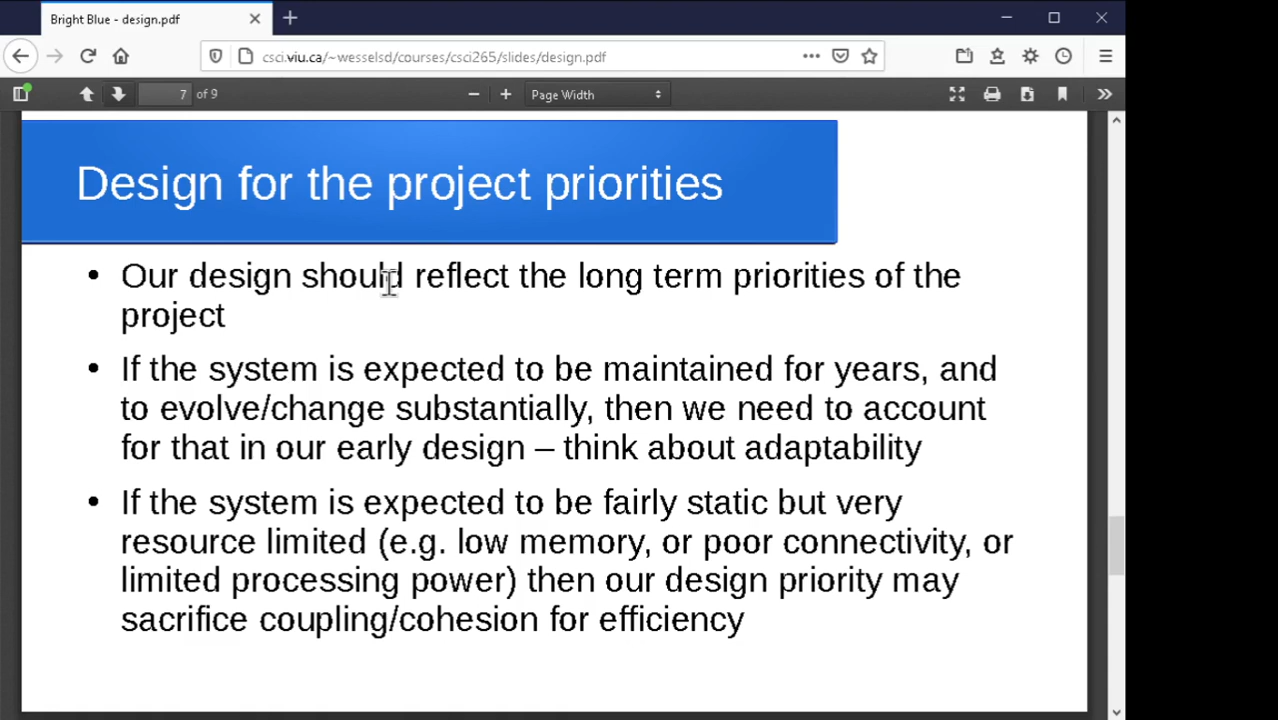 Bright Blue - design.pdf
csci.viu.ca/~wesselsd/courses/csci265/slides/design.pdf
7 of 9
Page Width
Design for the project priorities
• Our design should reflect the long term priorities of the
project
• If the system is expected to be maintained for years, and
to evolve/change substantially, then we need to account
for that in our early design – think about adaptability
• If the system is expected to be fairly static but very
resource limited (e.g. low memory, or poor connectivity, or
limited processing power) then our design priority may
sacrifice coupling/cohesion for efficiency